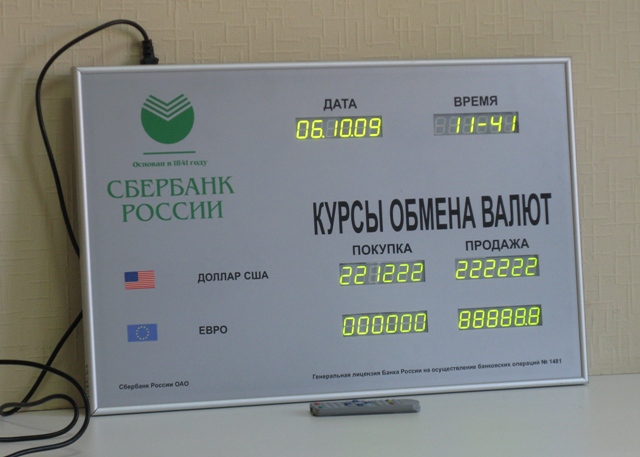 ДАТА ВРЕМЯ
06.10.09 11-41
Основан в 1841 году
СБЕРБАНК
РОССИИ
КУРСЫ ОБМЕНА ВАЛЮТ
ПОКУПКА ПРОДАЖА
ДОЛЛАР США 221222 222222
ЕВРО 000000 88888.8
Сбербанк России ОАО
Генеральная лицензия Банка России на осуществление банковских операций № 1481